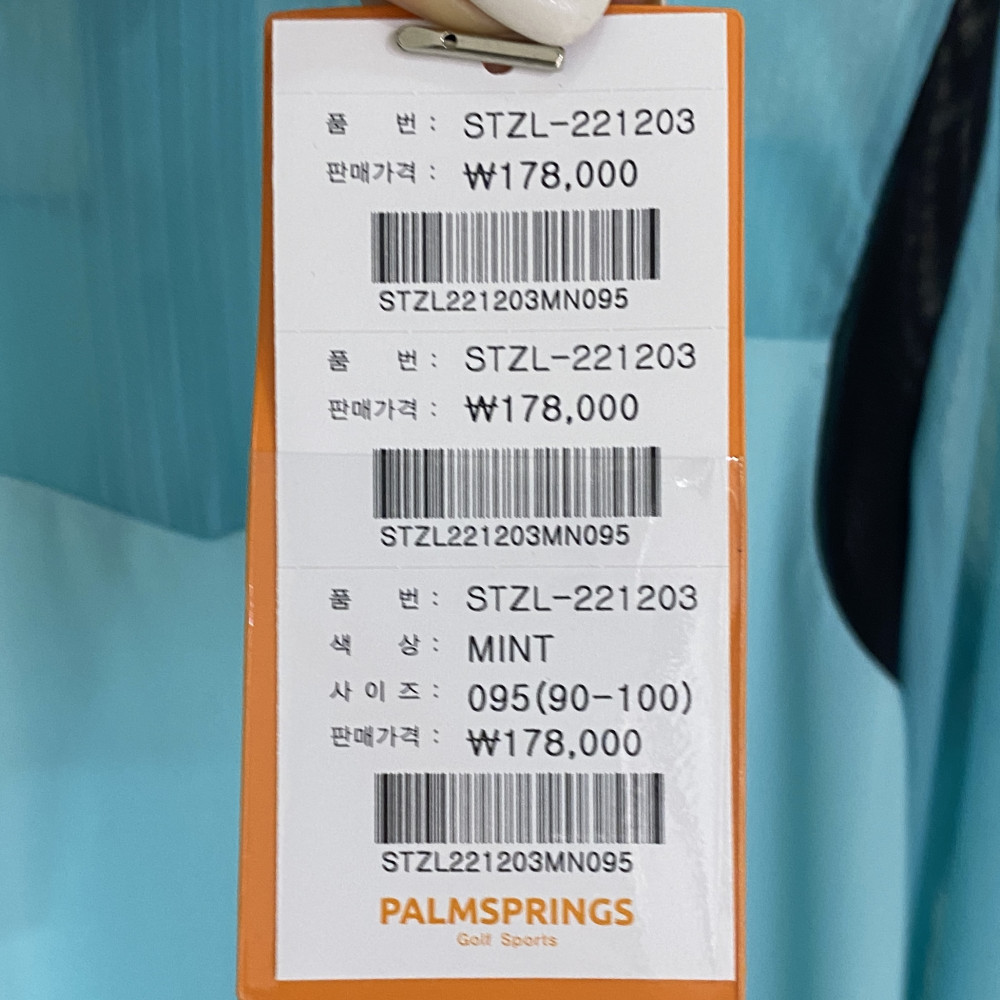 품 번 : STZL-221203
판매가격 : ₩178,000
STZL221203MN095
품 번 : STZL-221203
판매가격 : ₩178,000
STZL221203MN095
품 번 : STZL-221203
색 상 : MINT
사 이 즈 : 095(90-100)
판매가격 : ₩178,000
STZL221203MN095
PALMSPRINGS
Golf Sports